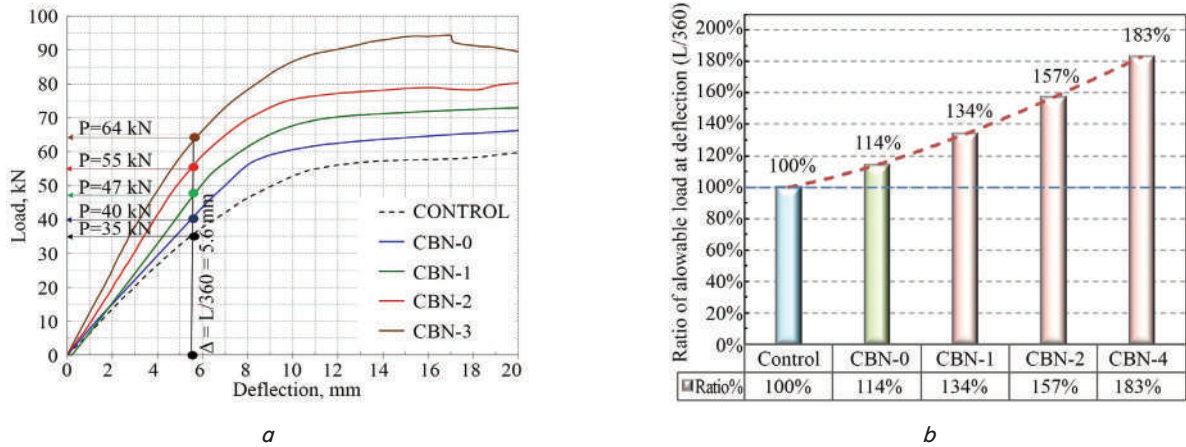 100
90
80
70
60
50
40
30
20
10
0
Load, kN
P=64 kN
P=55 kN
P=47 kN
P=40 kN
P=35 kN
Δ = L/360 = 5.6 mm
CONTROL
CBN-0
CBN-1
CBN-2
CBN-3
0 2 4 6 8 10 12 14 16 18 20
Deflection, mm
a
Ratio of alowable load at deflection (L/360)
200%
180%
160%
140%
120%
100%
80%
60%
40%
20%
0%
100%
114%
134%
157%
183%
Control CBN-0 CBN-1 CBN-2 CBN-4
Ratio% 100% 114% 134% 157% 183%
b